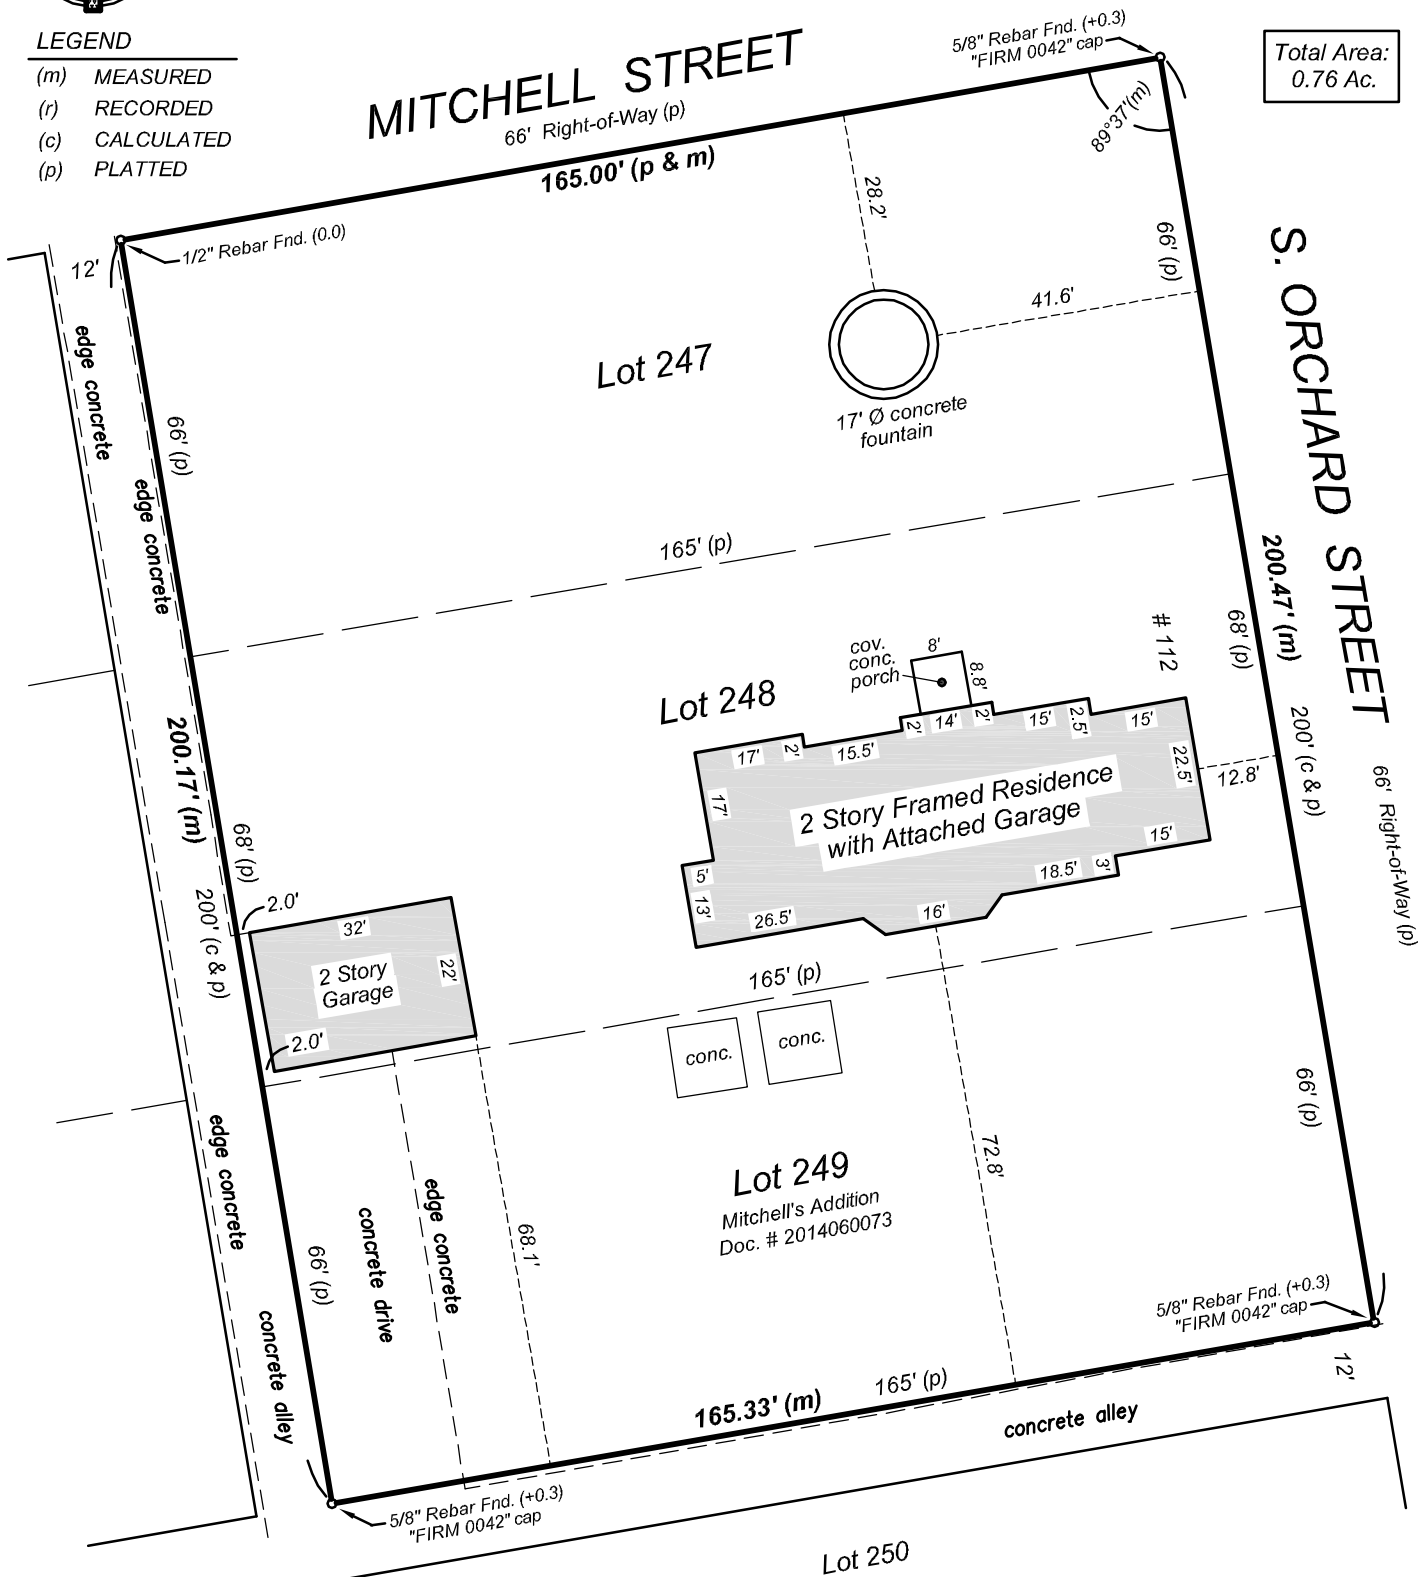 LEGEND
(m) MEASURED
(r) RECORDED
(c) CALCULATED
(p) PLATTED
MITCHELL STREET
66' Right-of-Way (p)
165.00' (p & m)
5/8" Rebar Fnd. (+0.3)
"FIRM 0042" cap
Total Area:
0.76 Ac.
89°37'(m)
1/2" Rebar Fnd. (0.0)
12'
28.2'
66' (p)
41.6'
S. ORCHARD STREET
66' Right-of-Way (p)
edge concrete
edge concrete
66' (p)
Lot 247
17' Ø concrete
fountain
165' (p)
200.47' (m)
200' (c & p)
68' (p)
# 112
cov.
conc.
porch
8'
8.8'
Lot 248
17'
2'
15.5'
2'
14'
2'
15'
2.5'
15'
22.5'
12.8'
17'
2 Story Framed Residence
with Attached Garage
15'
5'
13'
26.5'
16'
18.5'
3'
200.17' (m)
200' (c & p)
68' (p)
2.0'
32'
2 Story
Garage
22'
2.0'
165' (p)
conc.
conc.
66' (p)
edge concrete
edge concrete
concrete drive
68.1'
72.8'
Lot 249
Mitchell's Addition
Doc. # 2014060073
66' (p)
concrete alley
5/8" Rebar Fnd. (+0.3)
"FIRM 0042" cap
12'
165.33' (m)
165' (p)
concrete alley
5/8" Rebar Fnd. (+0.3)
"FIRM 0042" cap
Lot 250